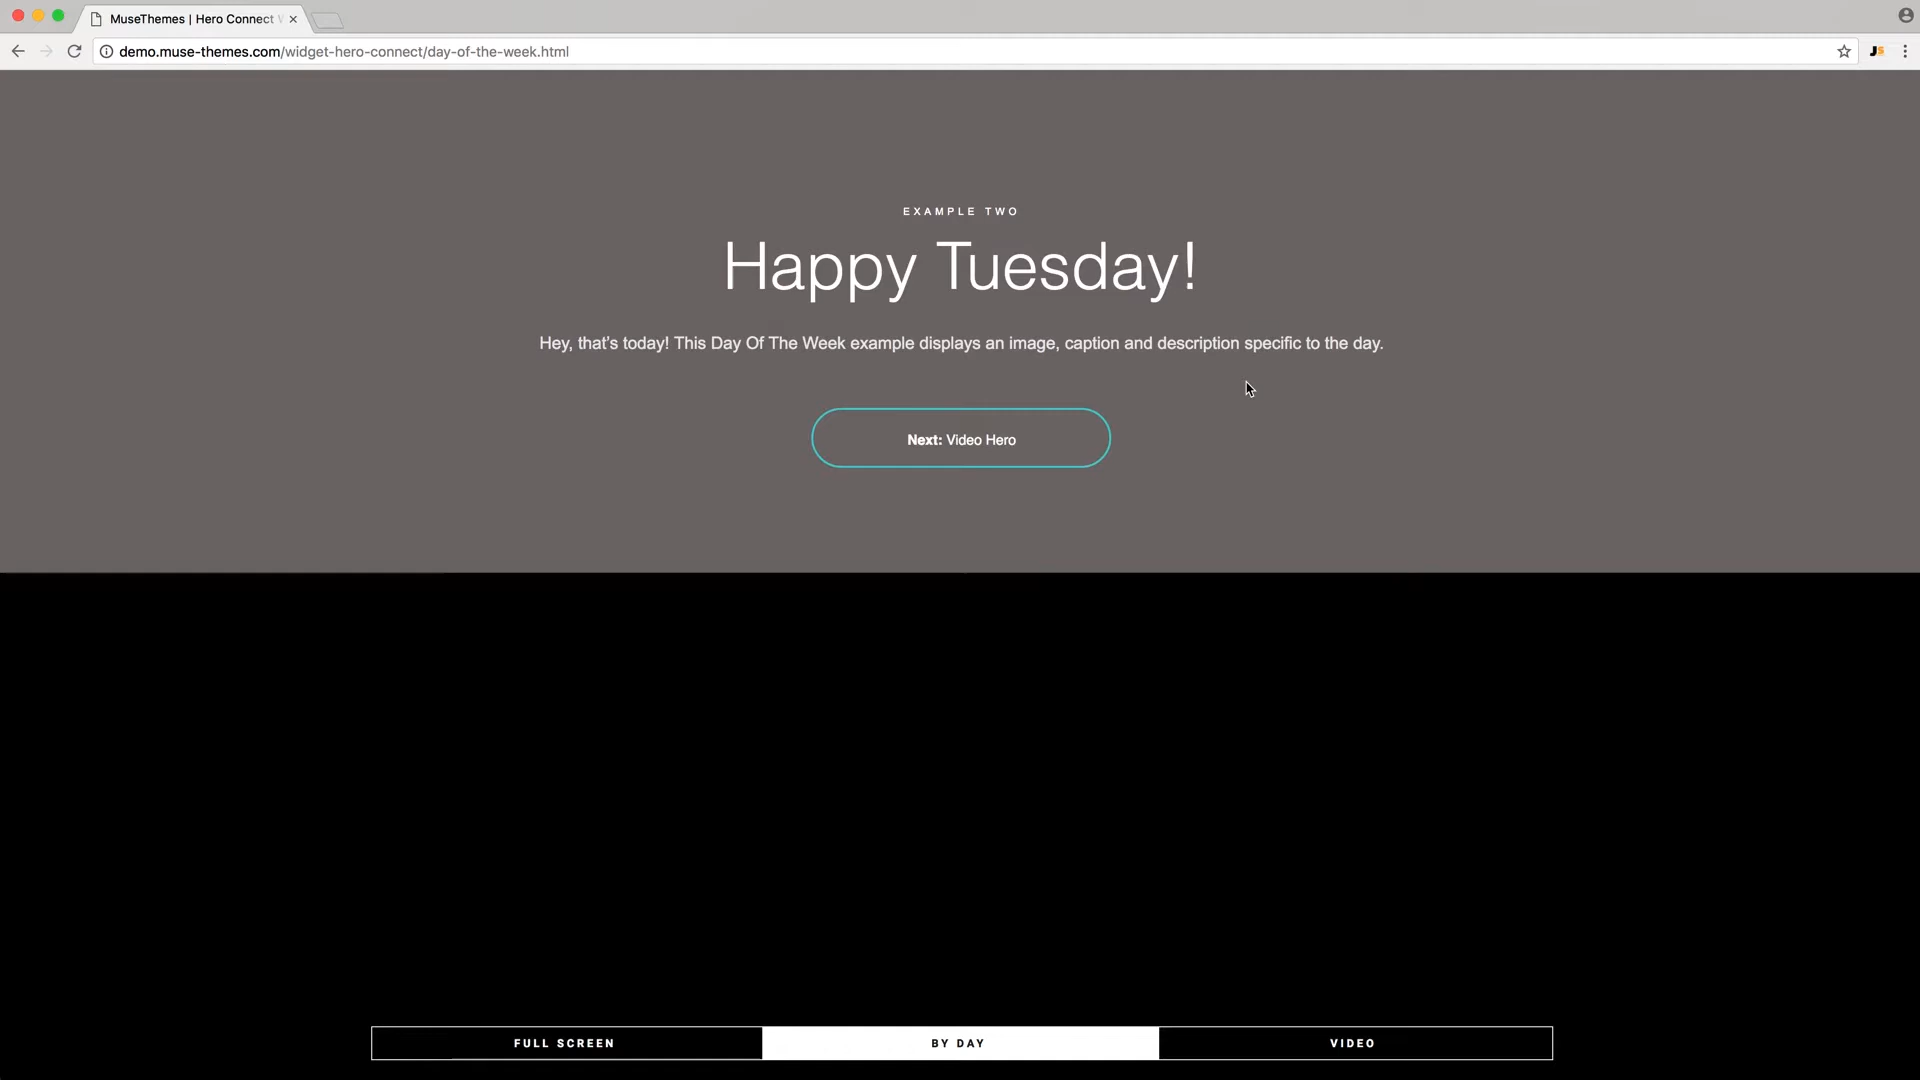 MuseThemes | Hero Connect
demo.muse-themes.com/widget-hero-connect/day-of-the-week.html
JS
EXAMPLE TWO
Happy Tuesday!
Hey, that's today! This Day Of The Week example displays an image, caption and description specific to the day.
Next: Video Hero
FULL SCREEN
BY DAY
VIDEO